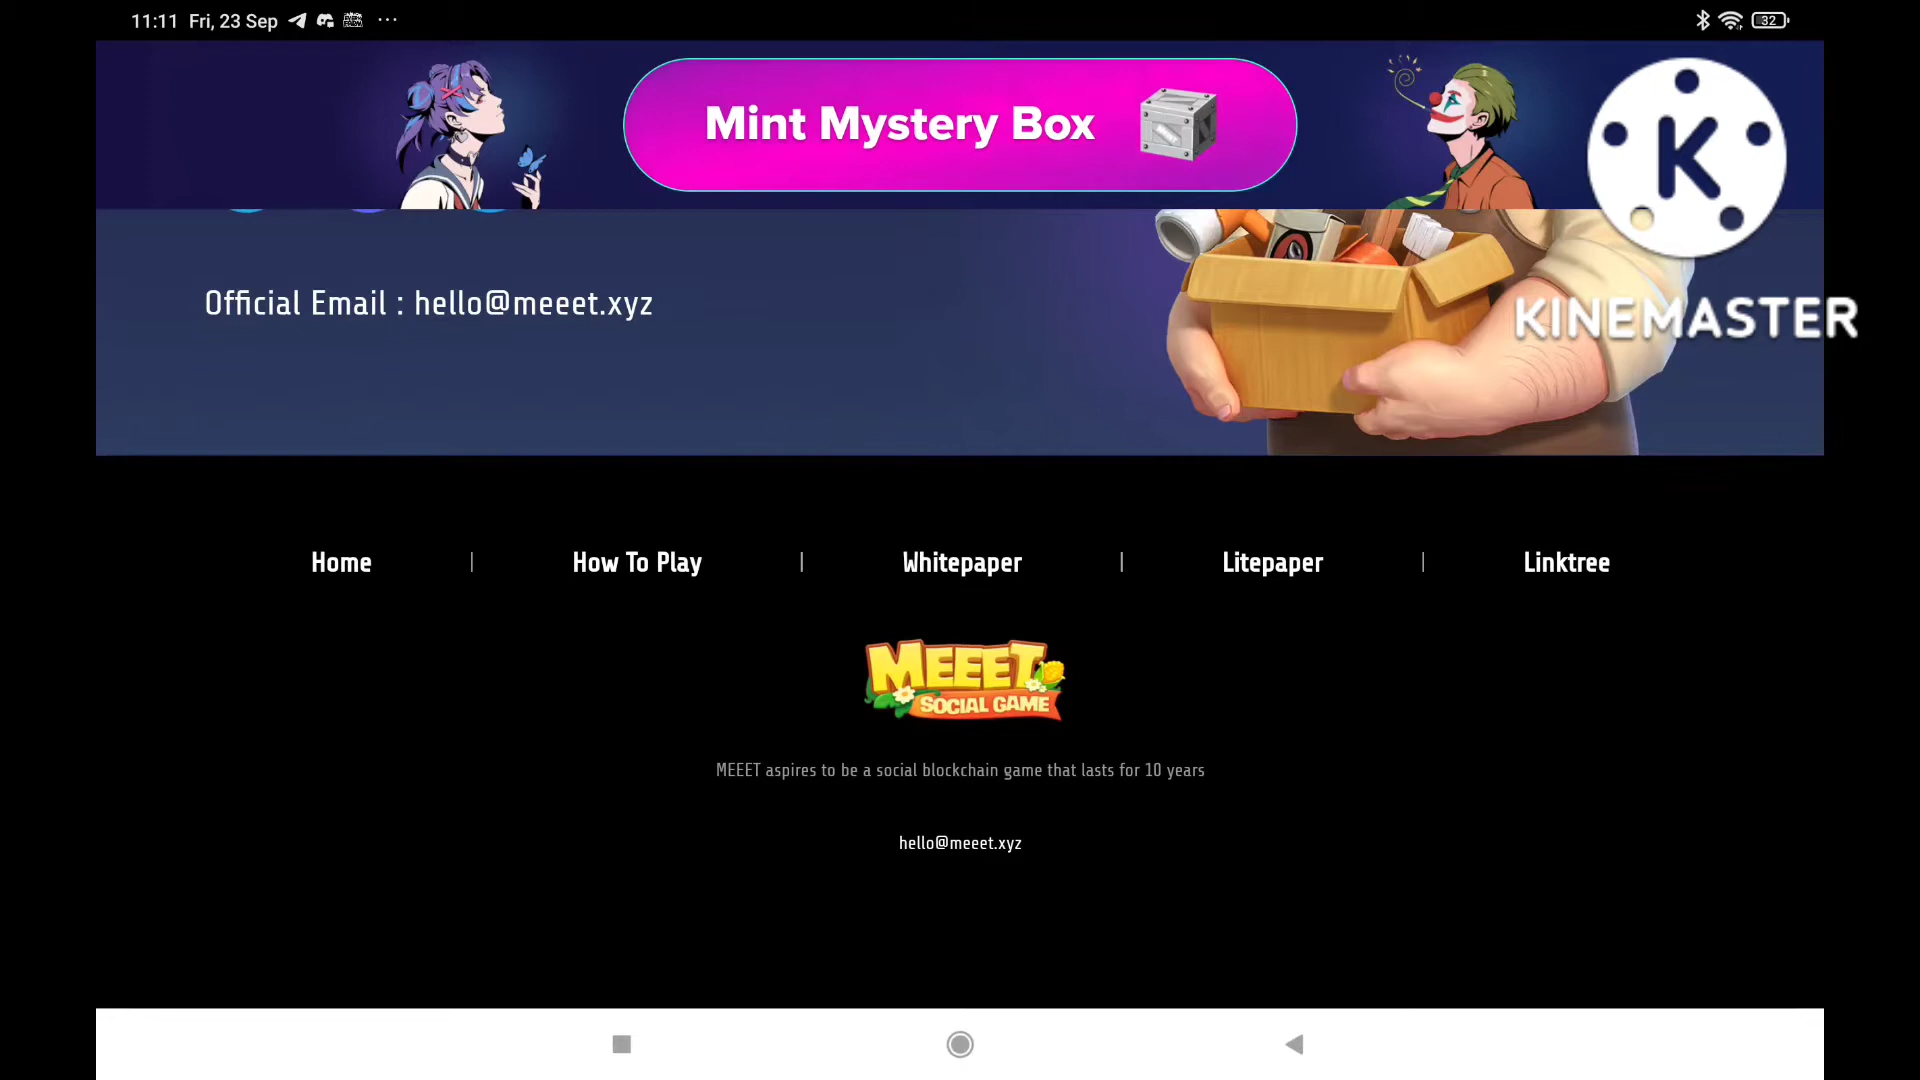 11:11 Fri, 23 Sep
32
Mint Mystery Box
K
KINEMASTER
Official Email : hello@meeet.xyz
Home | How To Play | Whitepaper | Litepaper | Linktree
MEEET
SOCIAL GAME
MEEET aspires to be a social blockchain game that lasts for 10 years
hello@meeet.xyz